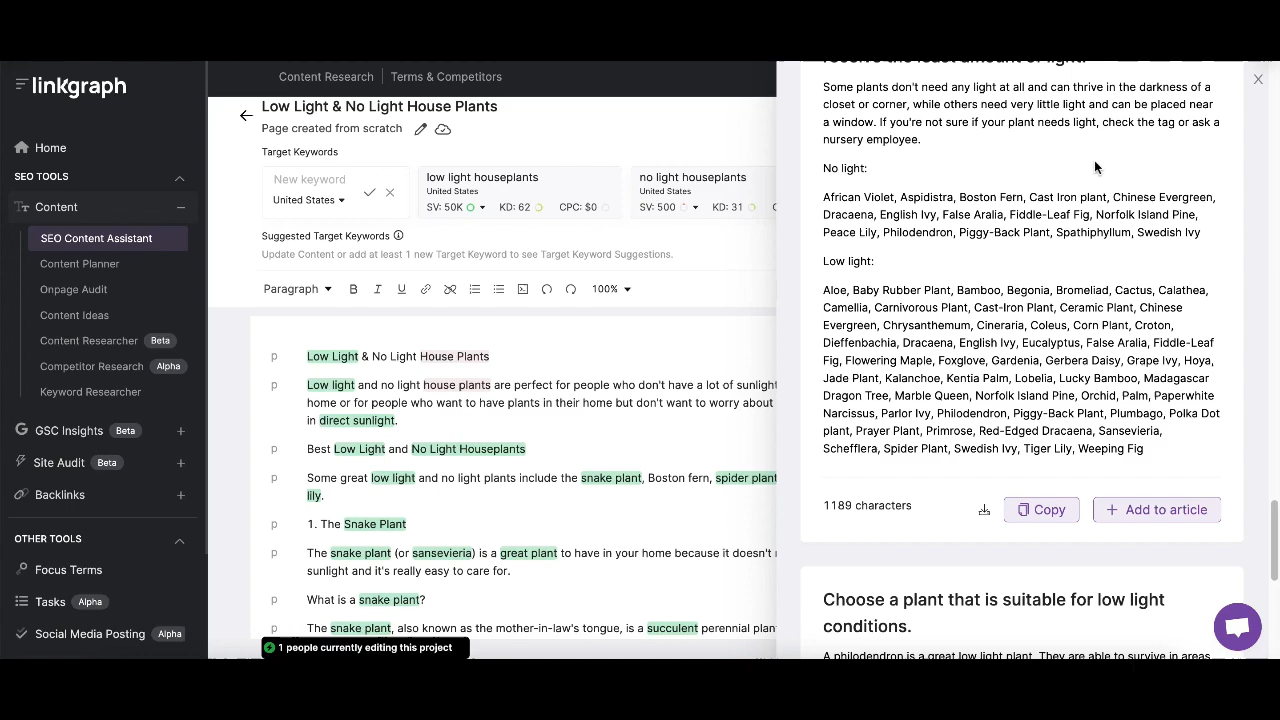 linkgraph
Home
SEO TOOLS
Content
SEO Content Assistant
Content Planner
Onpage Audit
Content Ideas
Content Researcher Beta
Competitor Research Alpha
Keyword Researcher
GSC Insights Beta
Site Audit Beta
Backlinks
OTHER TOOLS
Focus Terms
Tasks Alpha
Social Media Posting Alpha
Content Research
Terms & Competitors
Low Light & No Light House Plants
Page created from scratch
Target Keywords
New keyword
United States
low light houseplants
United States
SV: 50K KD: 62 CPC: $0
no light houseplants
United States
SV: 500 KD: 31
Suggested Target Keywords
Update Content or add at least 1 new Target Keyword to see Target Keyword Suggestions.
Paragraph B I U 100%
p Low Light & No Light House Plants
p Low light and no light house plants are perfect for people who don't have a lot of sunlight
home or for people who want to have plants in their home but don't want to worry about
in direct sunlight.
p Best Low Light and No Light Houseplants
p Some great low light and no light plants include the snake plant, Boston fern, spider plant
lily.
p 1. The Snake Plant
p The snake plant (or sansevieria) is a great plant to have in your home because it doesn't
sunlight and it's really easy to care for.
p What is a snake plant?
p The snake plant, also known as the mother-in-law's tongue, is a succulent perennial plan
1 people currently editing this project
Some plants don't need any light at all and can thrive in the darkness of a
closet or corner, while others need very little light and can be placed near
a window. If you're not sure if your plant needs light, check the tag or ask a
nursery employee.
No light:
African Violet, Aspidistra, Boston Fern, Cast Iron plant, Chinese Evergreen,
Dracaena, English Ivy, False Aralia, Fiddle-Leaf Fig, Norfolk Island Pine,
Peace Lily, Philodendron, Piggy-Back Plant, Spathiphyllum, Swedish Ivy
Low light:
Aloe, Baby Rubber Plant, Bamboo, Begonia, Bromeliad, Cactus, Calathea,
Camellia, Carnivorous Plant, Cast-Iron Plant, Ceramic Plant, Chinese
Evergreen, Chrysanthemum, Cineraria, Coleus, Corn Plant, Croton,
Dieffenbachia, Dracaena, English Ivy, Eucalyptus, False Aralia, Fiddle-Leaf
Fig, Flowering Maple, Foxglove, Gardenia, Gerbera Daisy, Grape Ivy, Hoya,
Jade Plant, Kalanchoe, Kentia Palm, Lobelia, Lucky Bamboo, Madagascar
Dragon Tree, Marble Queen, Norfolk Island Pine, Orchid, Palm, Paperwhite
Narcissus, Parlor Ivy, Philodendron, Piggy-Back Plant, Plumbago, Polka Dot
plant, Prayer Plant, Primrose, Red-Edged Dracaena, Sansevieria,
Schefflera, Spider Plant, Swedish Ivy, Tiger Lily, Weeping Fig
1189 characters
Copy
Add to article
Choose a plant that is suitable for low light
conditions.
A philodendron is a great low light plant. They are able to survive in areas